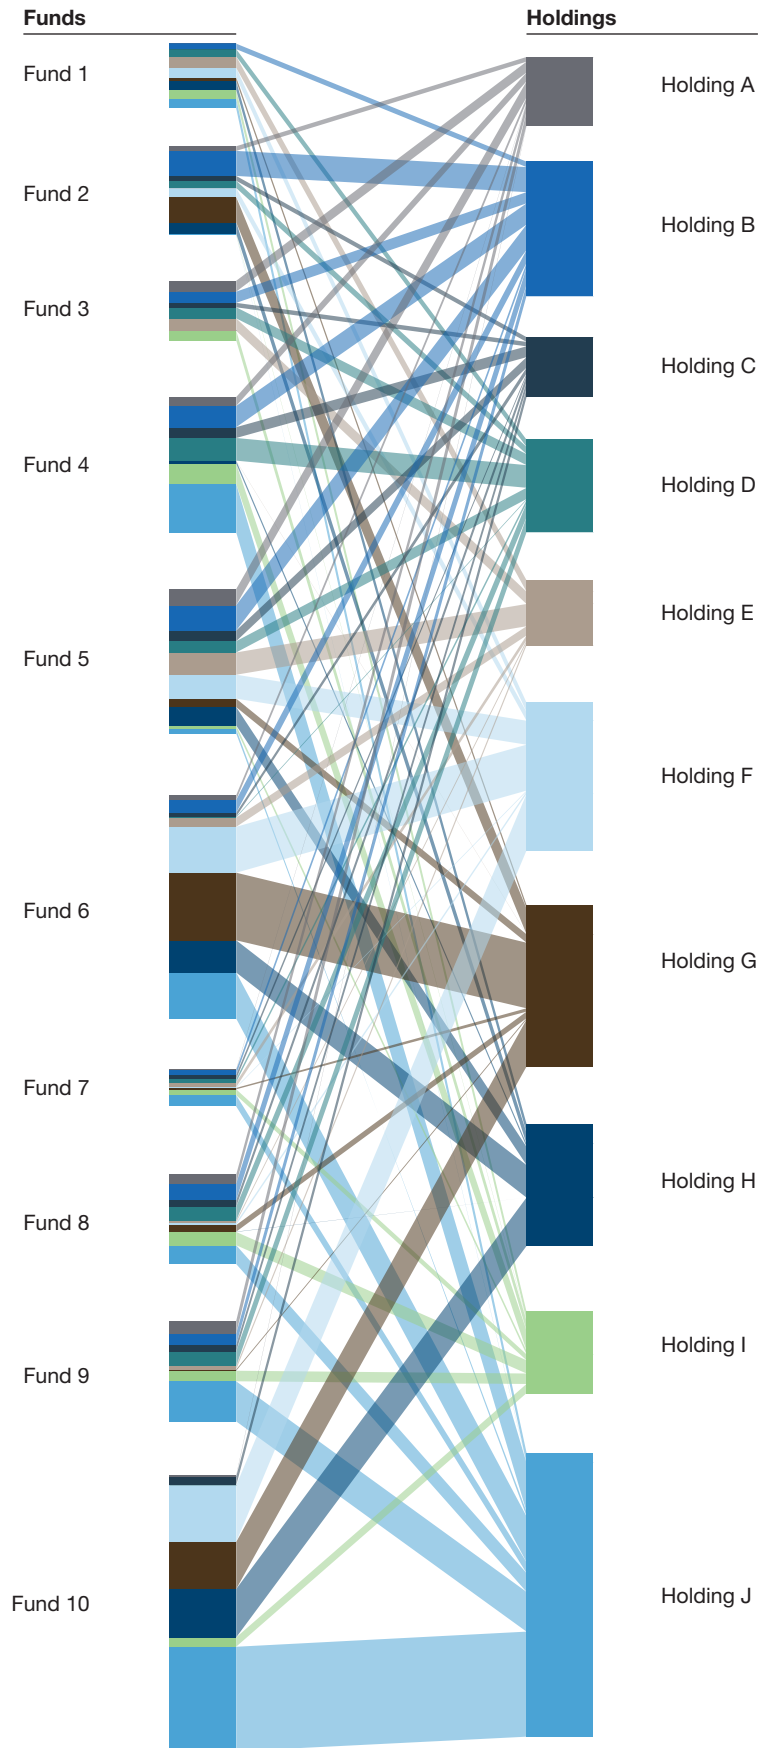 Funds Holdings
Fund 1
Holding A
Fund 2
Holding B
Fund 3
Holding C
Fund 4
Holding D
Holding E
Fund 5
Holding F
Fund 6
Holding G
Fund 7
Holding H
Fund 8
Holding I
Fund 9
Holding J
Fund 10